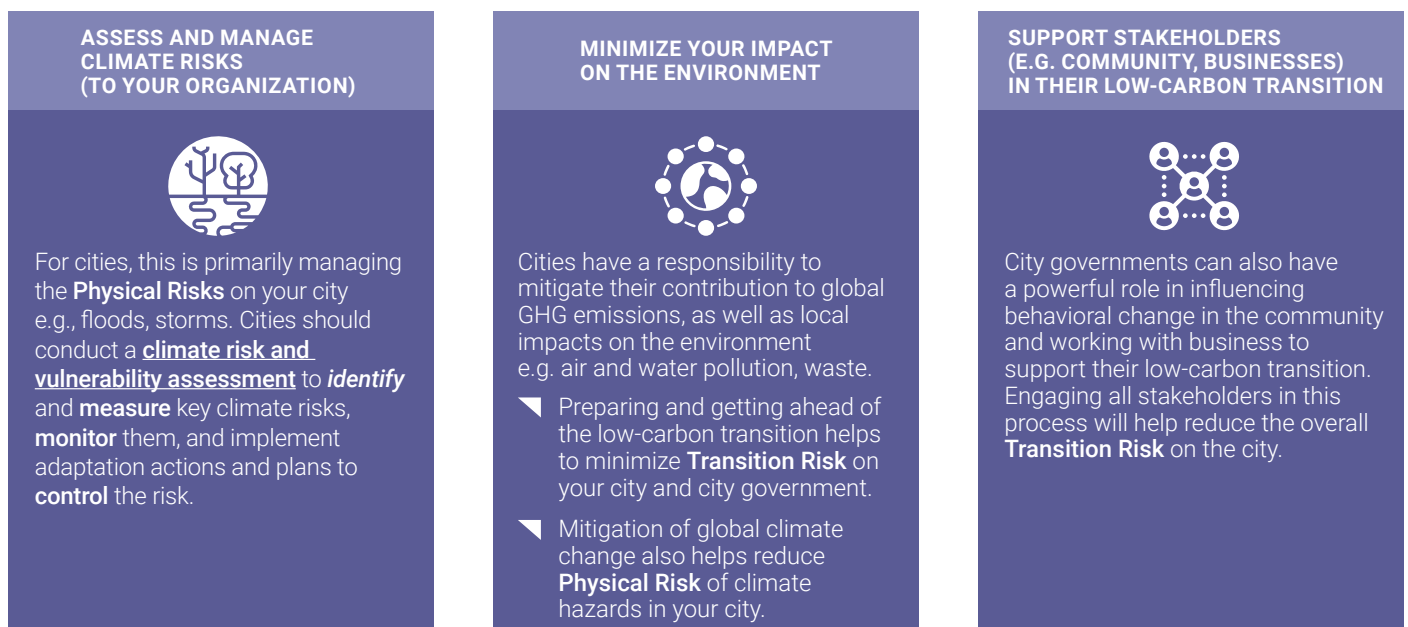 ASSESS AND MANAGE
CLIMATE RISKS
(TO YOUR ORGANIZATION)
For cities, this is primarily managing
the Physical Risks on your city
e.g., floods, storms. Cities should
conduct a climate risk and
vulnerability assessment to identify
and measure key climate risks,
monitor them, and implement
adaptation actions and plans to
control the risk.
MINIMIZE YOUR IMPACT
ON THE ENVIRONMENT
Cities have a responsibility to
mitigate their contribution to global
GHG emissions, as well as local
impacts on the environment
e.g. air and water pollution, waste.
Preparing and getting ahead of
the low-carbon transition helps
to minimize Transition Risk on
your city and city government.
Mitigation of global climate
change also helps reduce
Physical Risk of climate
hazards in your city.
SUPPORT STAKEHOLDERS
(E.G. COMMUNITY, BUSINESSES)
IN THEIR LOW-CARBON TRANSITION
City governments can also have
a powerful role in influencing
behavioral change in the community
and working with business to
support their low-carbon transition.
Engaging all stakeholders in this
process will help reduce the overall
Transition Risk on the city.